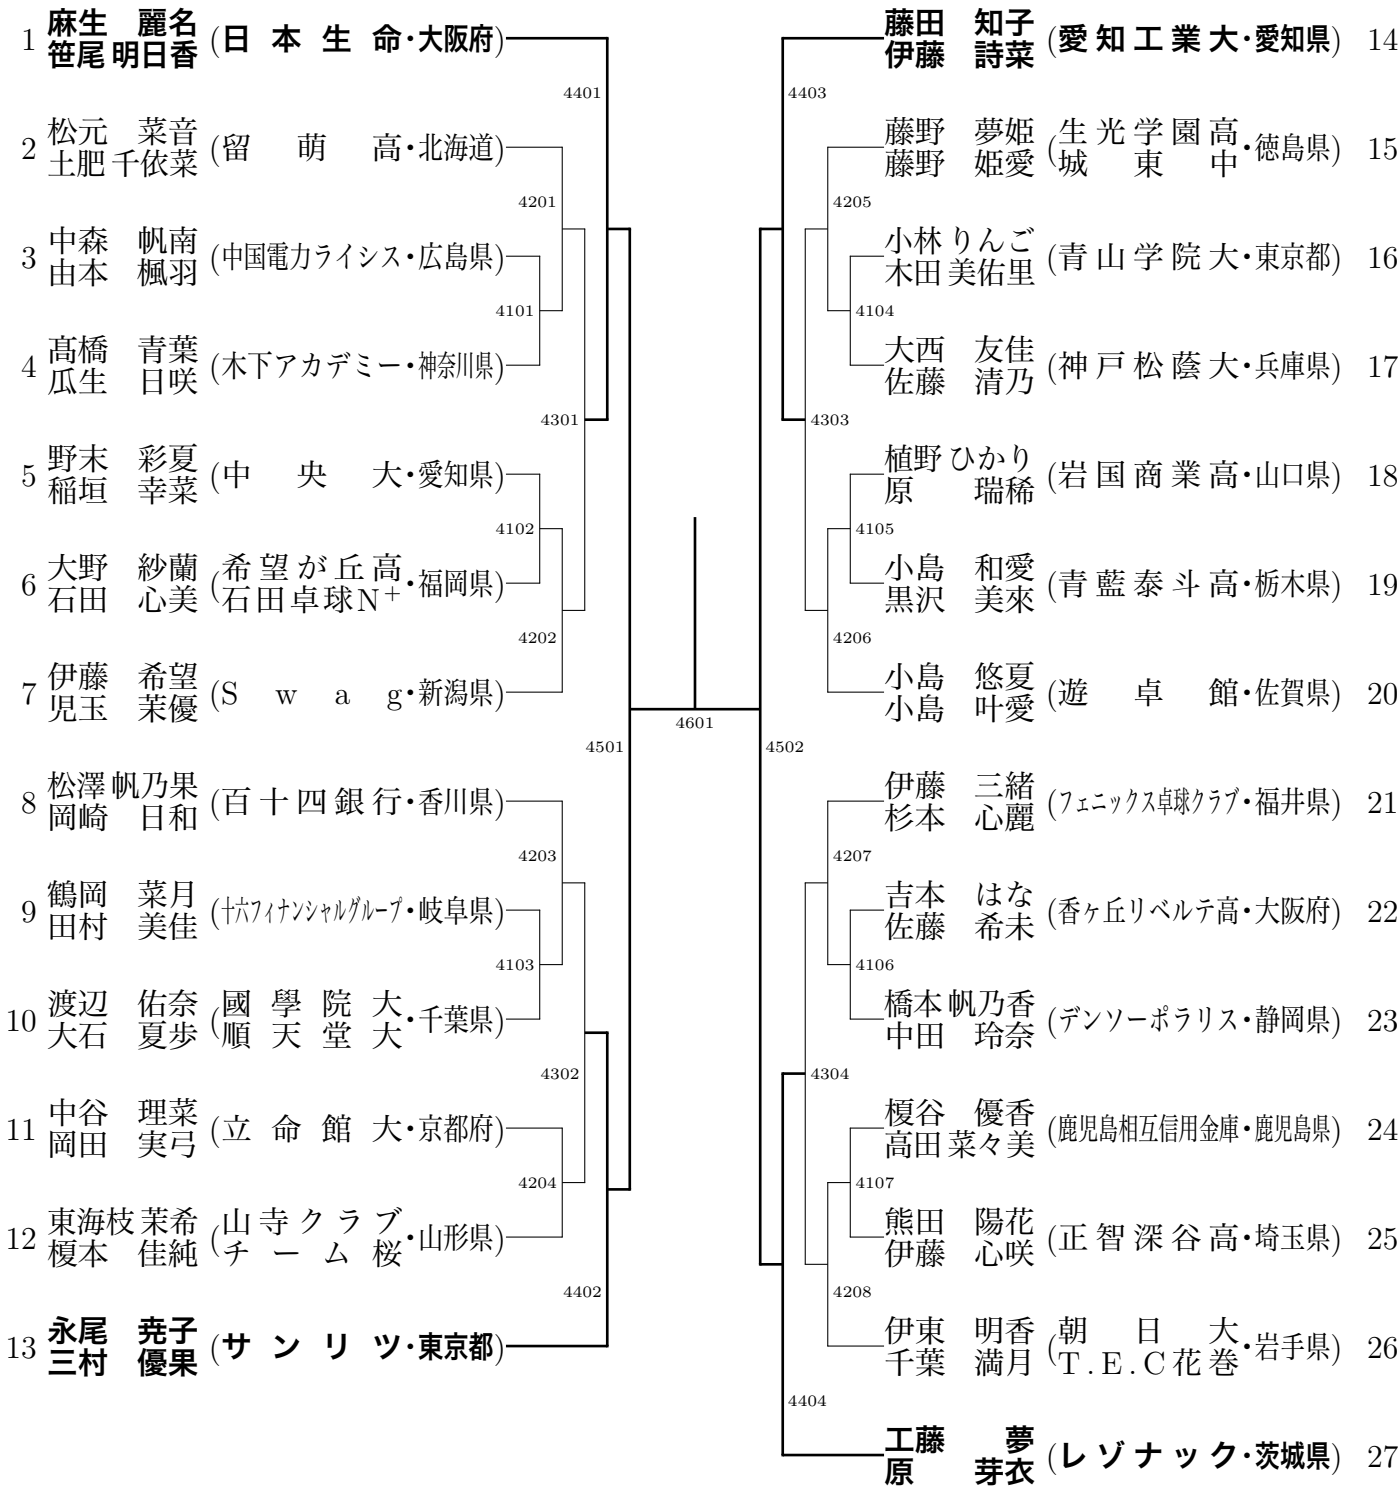 1 麻生 麗名 笹尾 明日香 (日本生命・大阪府)
4401
2 松元 菜音 土肥 千依菜 (留萌高・北海道)
4201
3 中森 帆南 由本 楓羽 (中国電力ライシス・広島県)
4101
4 髙橋 青葉 瓜生 日咲 (木下アカデミー・神奈川県)
4301
5 野末 彩夏 稲垣 幸菜 (中央大・愛知県)
4102
6 大野 紗蘭 石田 心美 (希望が丘高 石田卓球N+・福岡県)
4202
7 伊藤 希望 児玉 茉優 (Swag・新潟県)
4501
8 松澤 帆乃果 岡崎 日和 (百十四銀行・香川県)
4203
9 鶴岡 菜月 田村 美佳 (十六フィナンシャルグループ・岐阜県)
4103
10 渡辺 佑奈 大石 夏歩 (國學院大 順天堂大・千葉県)
4302
11 中谷 理菜 岡田 実弓 (立命館大・京都府)
4204
12 東海枝 茉希 榎本 佳純 (山寺クラブ チーム桜・山形県)
4402
13 永尾 尭子 三村 優果 (サンリツ・東京都)
4601
藤田 知子 伊藤 詩菜 (愛知工業大・愛知県) 14
4403
藤野 夢姫 藤野 姫愛 (生光学園高 城東中・徳島県) 15
4205
小林 りんご 木田 美佑里 (青山学院大・東京都) 16
4104
大西 友佳 佐藤 清乃 (神戸松蔭大・兵庫県) 17
4303
植野 ひかり 原 瑞稀 (岩国商業高・山口県) 18
4105
小島 和愛 黒沢 美來 (青藍泰斗高・栃木県) 19
4206
小島 悠夏 小島 叶愛 (遊卓館・佐賀県) 20
4502
伊藤 三緒 杉本 心麗 (フェニックス卓球クラブ・福井県) 21
4207
吉本 はな 佐藤 希未 (香ヶ丘リベルテ高・大阪府) 22
4106
橋本 帆乃香 中田 玲奈 (デンソーポラリス・静岡県) 23
4304
榎谷 優香 高田 菜々美 (鹿児島相互信用金庫・鹿児島県) 24
4107
熊田 陽花 伊藤 心咲 (正智深谷高・埼玉県) 25
4208
伊東 明香 千葉 満月 (朝日大 T.E.C花巻・岩手県) 26
4404
工藤 夢 原 芽衣 (レゾナック・茨城県) 27